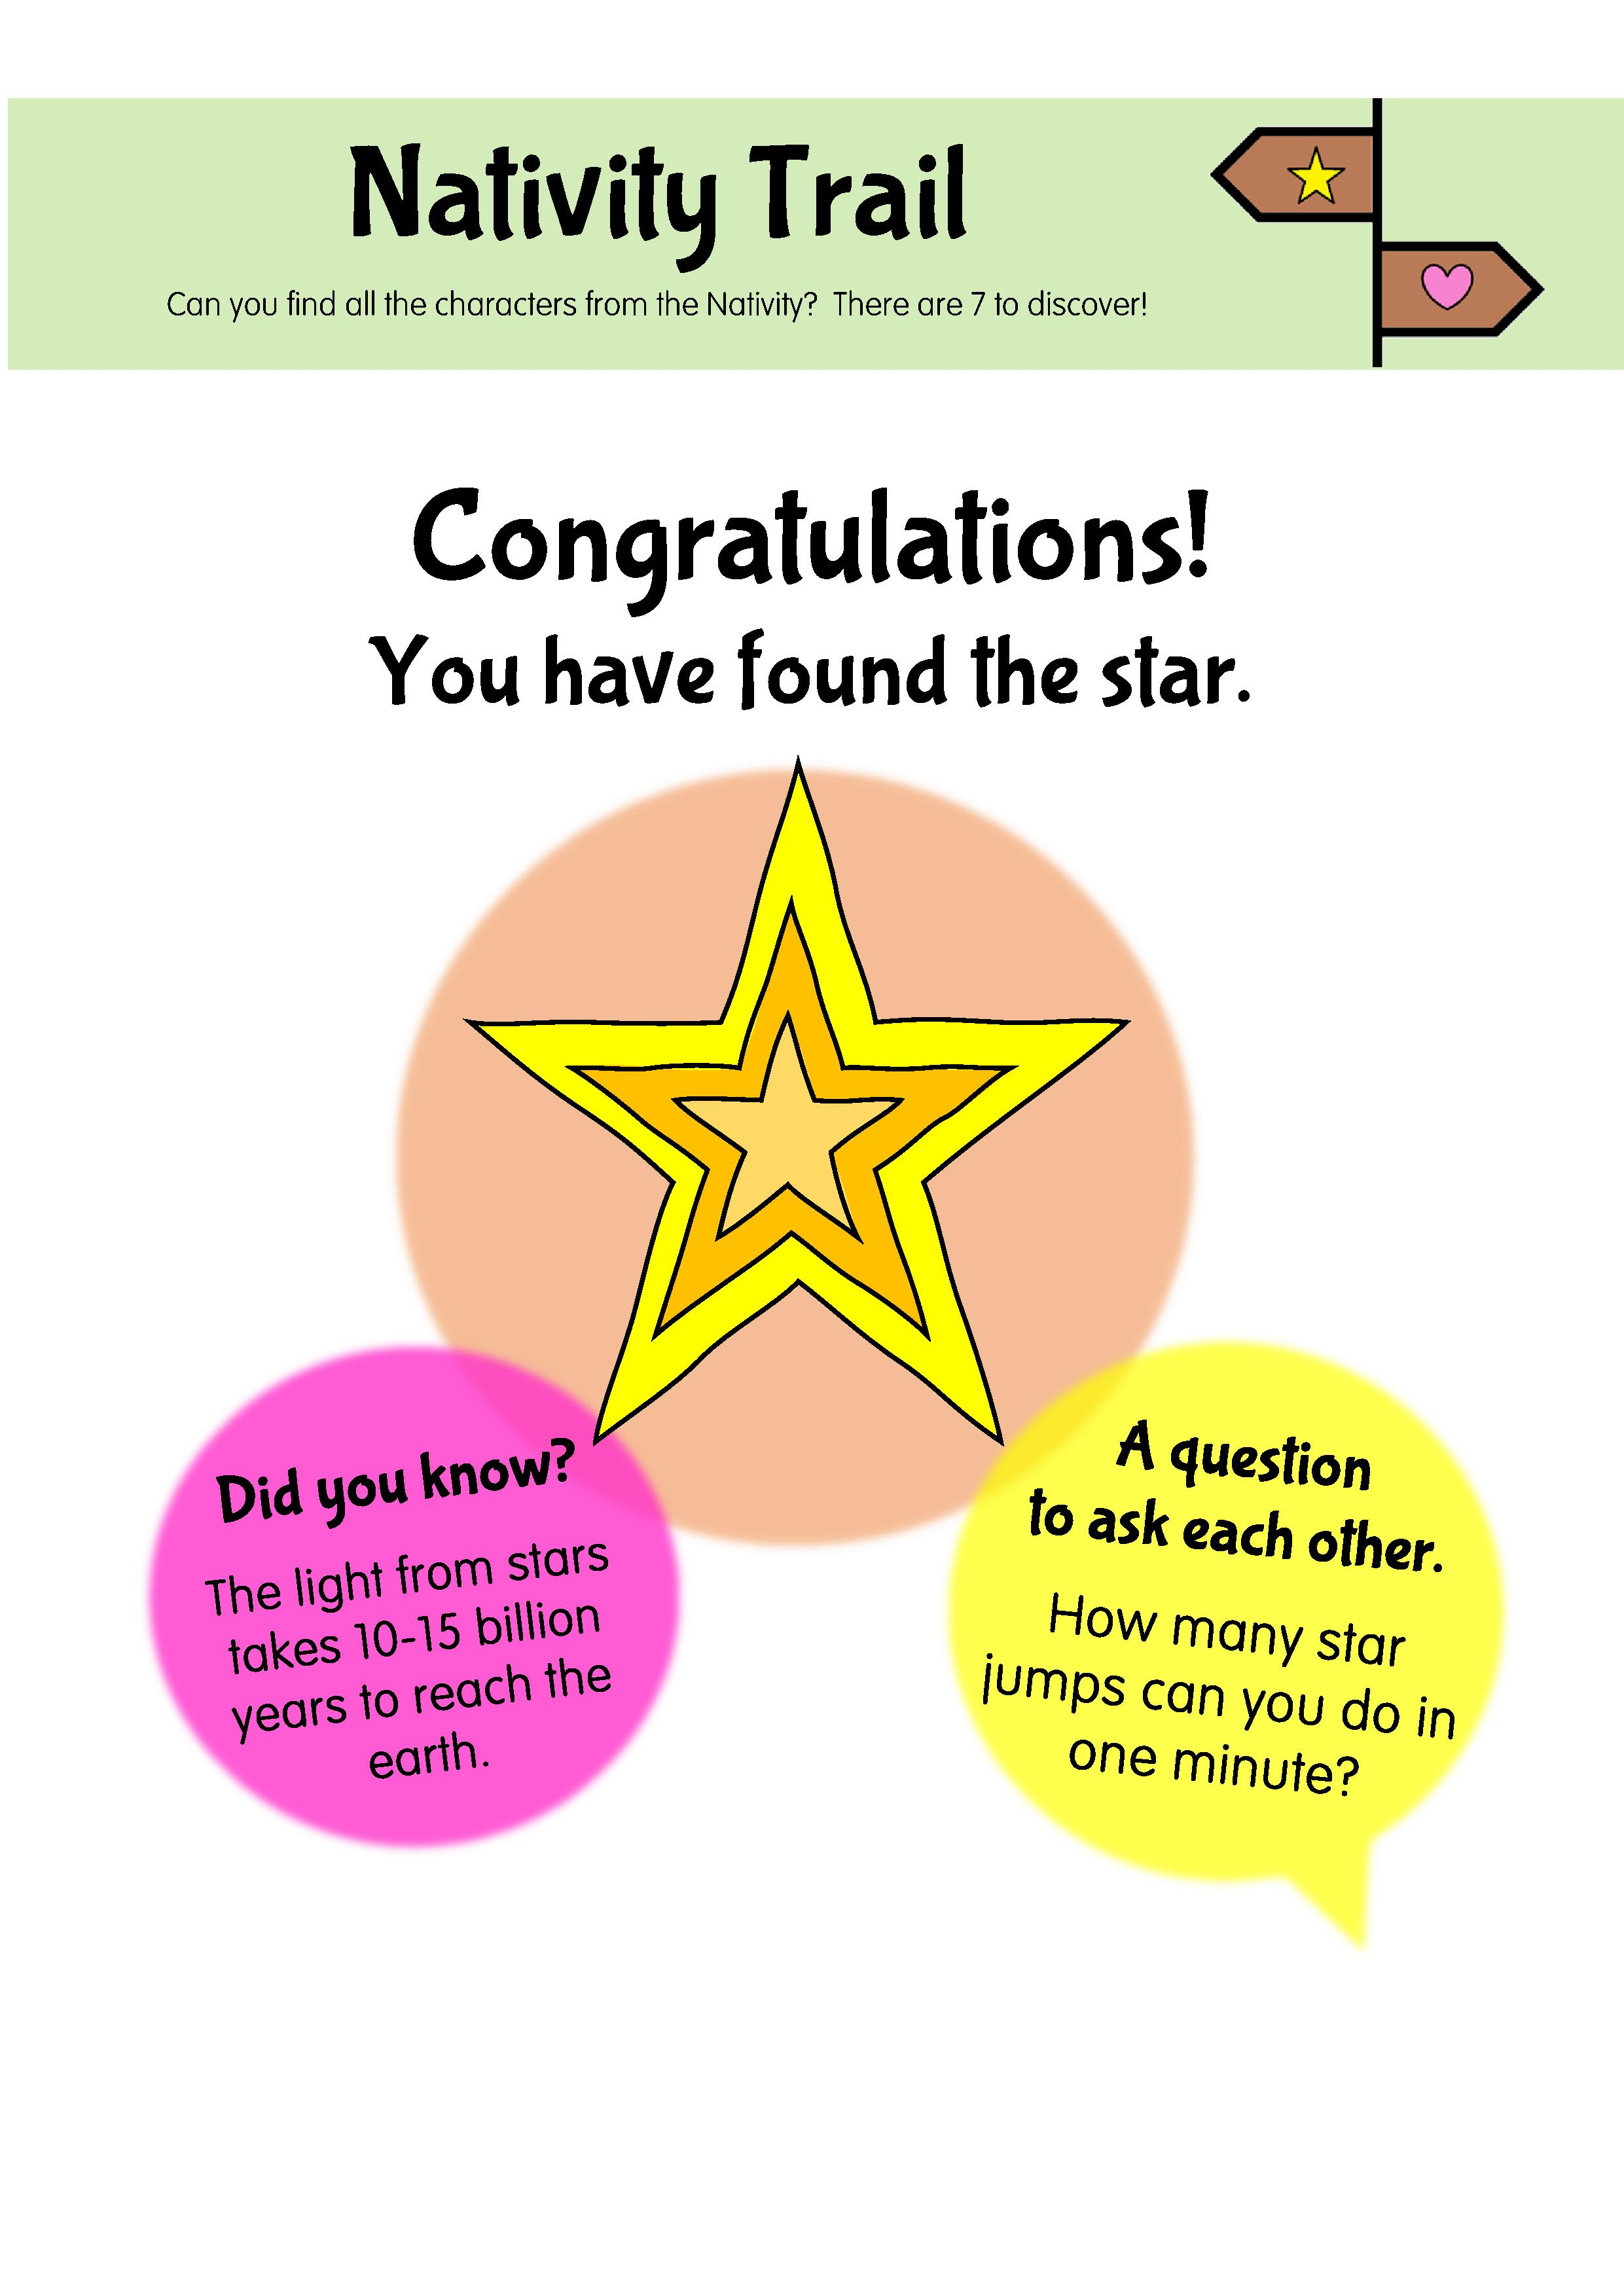 Nativity Trail
Can you find all the characters from the Nativity?  There are 7 to discover!
Congratulations!
You have found the star.
Did you know?
The light from stars
takes 10-15 billion
years to reach the
earth.
A question
to ask each other.
How many star
jumps can you do in
one minute?